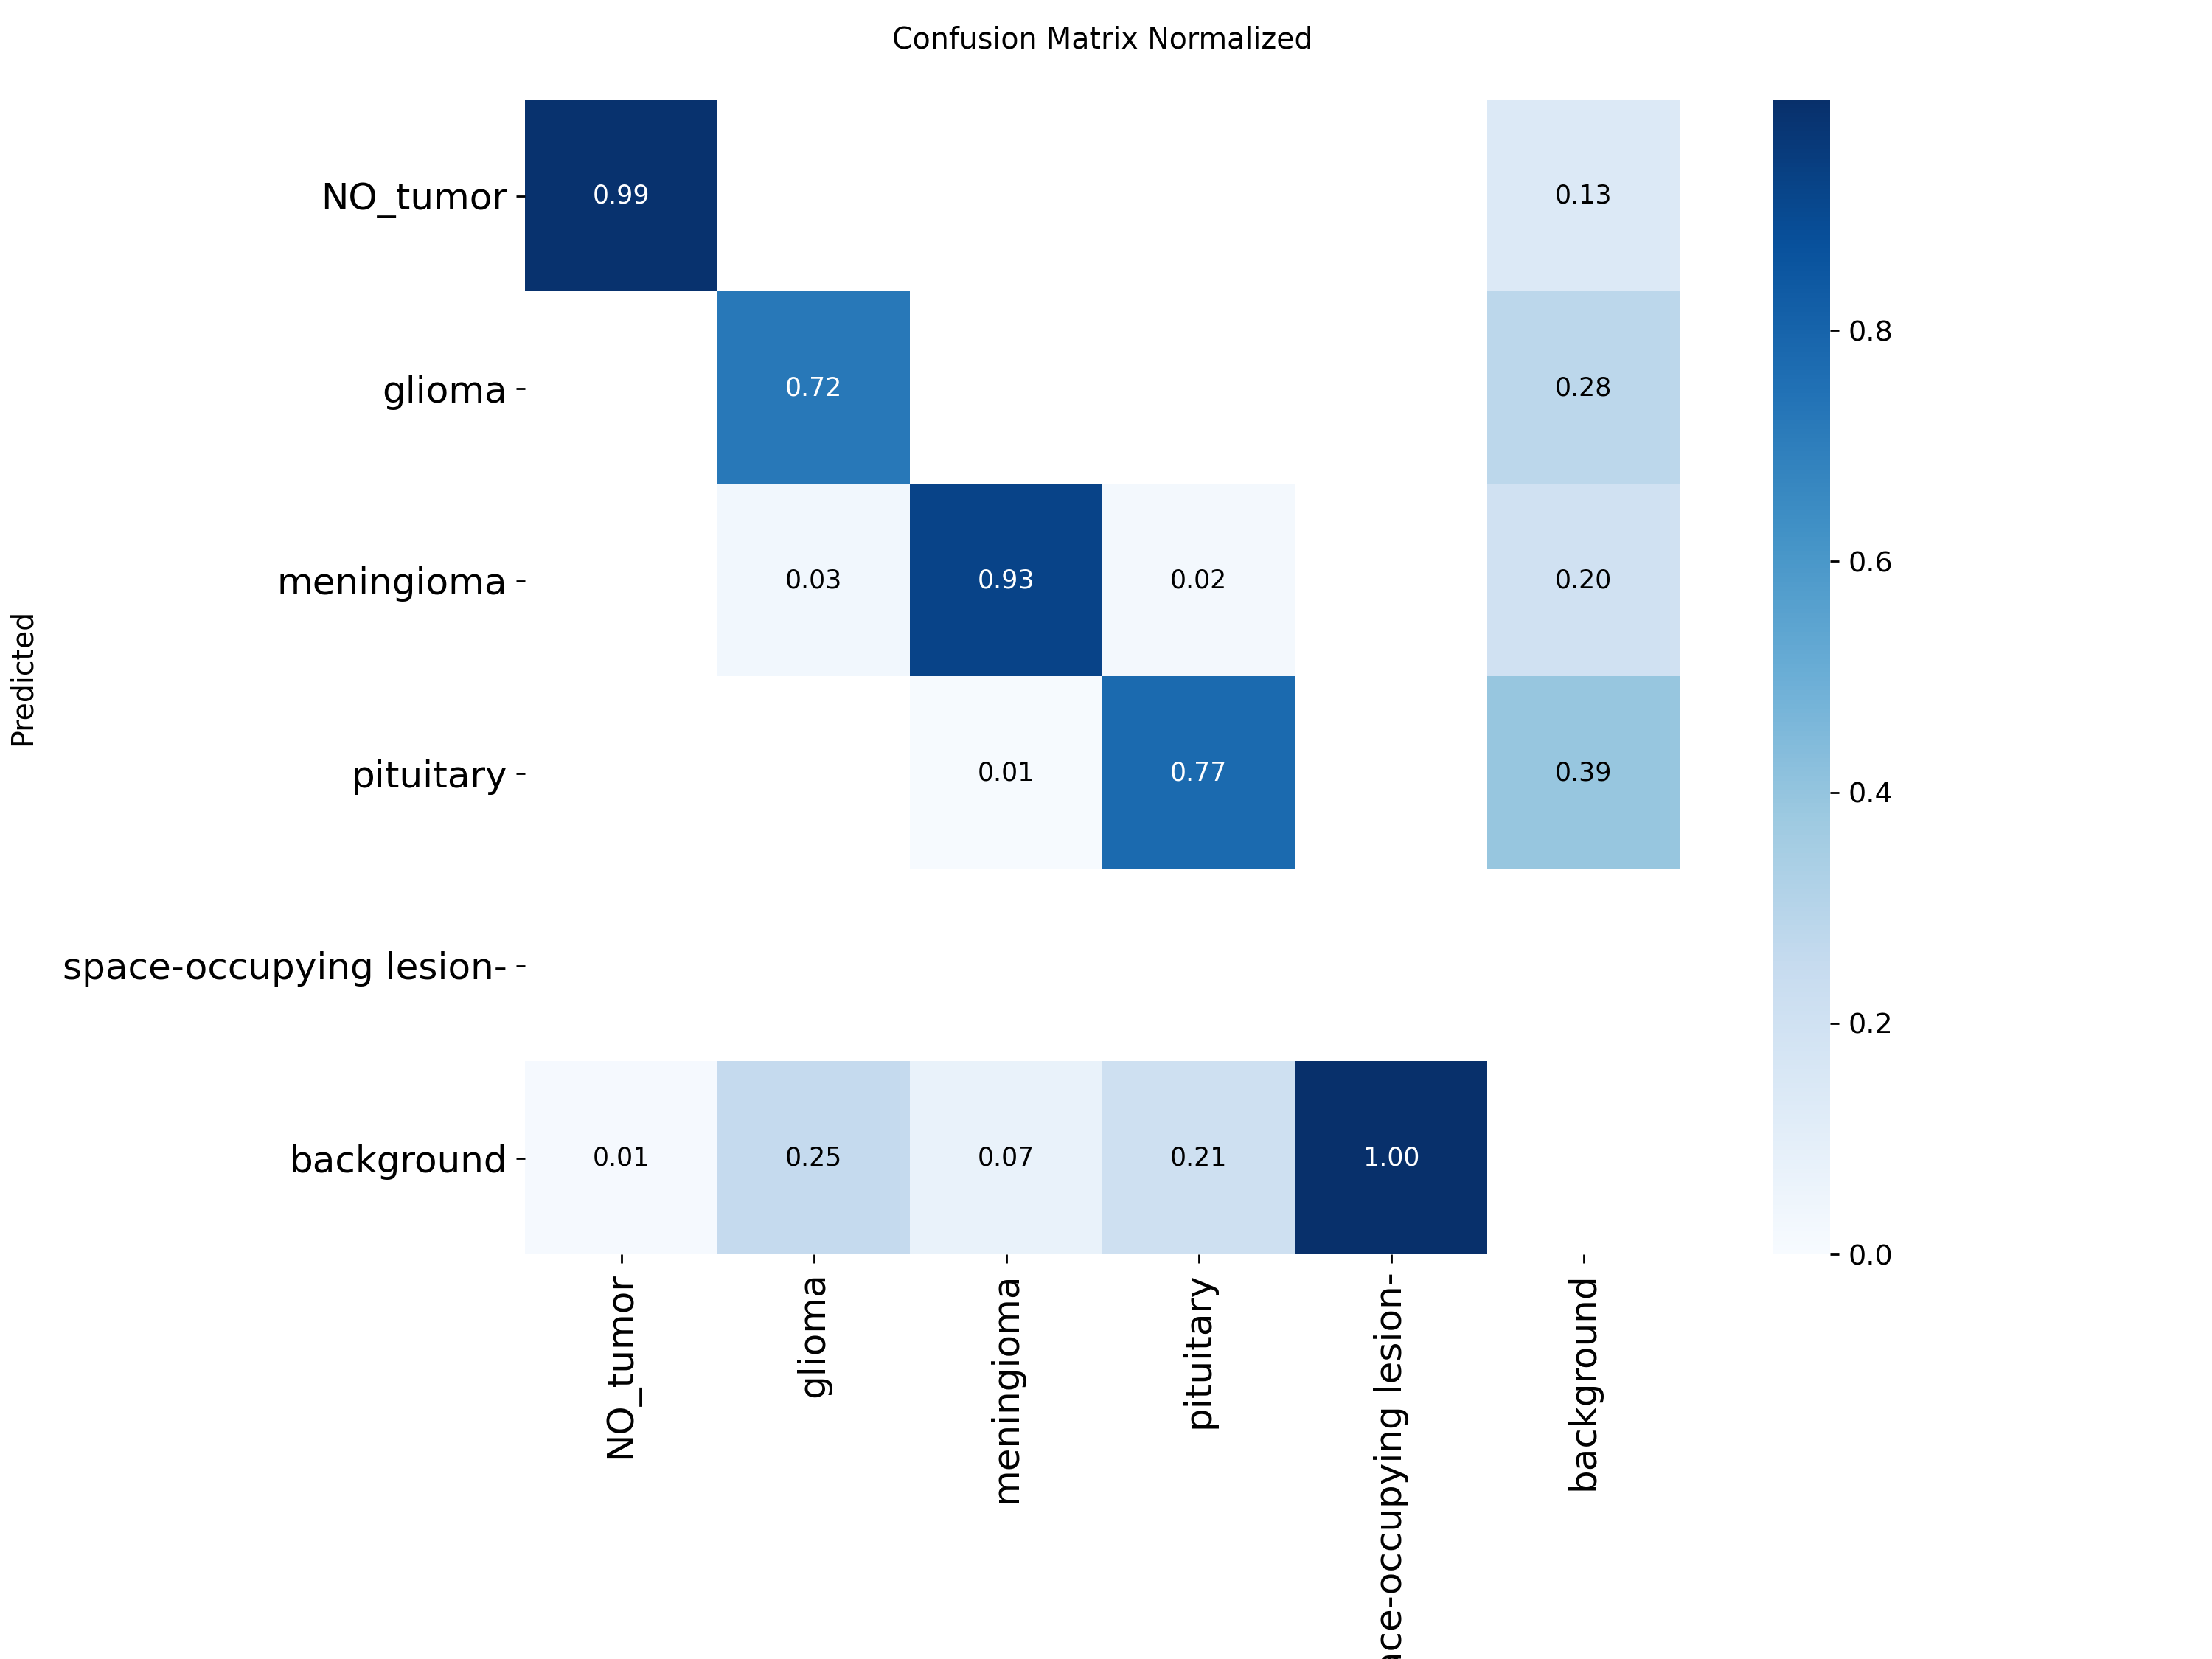 Confusion Matrix Normalized
Predicted
NO_tumor 0.99 0.13
glioma 0.72 0.28
meningioma 0.03 0.93 0.02 0.20
pituitary 0.01 0.77 0.39
space-occupying lesion-
background 0.01 0.25 0.07 0.21 1.00
NO_tumor
glioma
meningioma
pituitary
ace-occupying lesion-
background
0.8
0.6
0.4
0.2
0.0